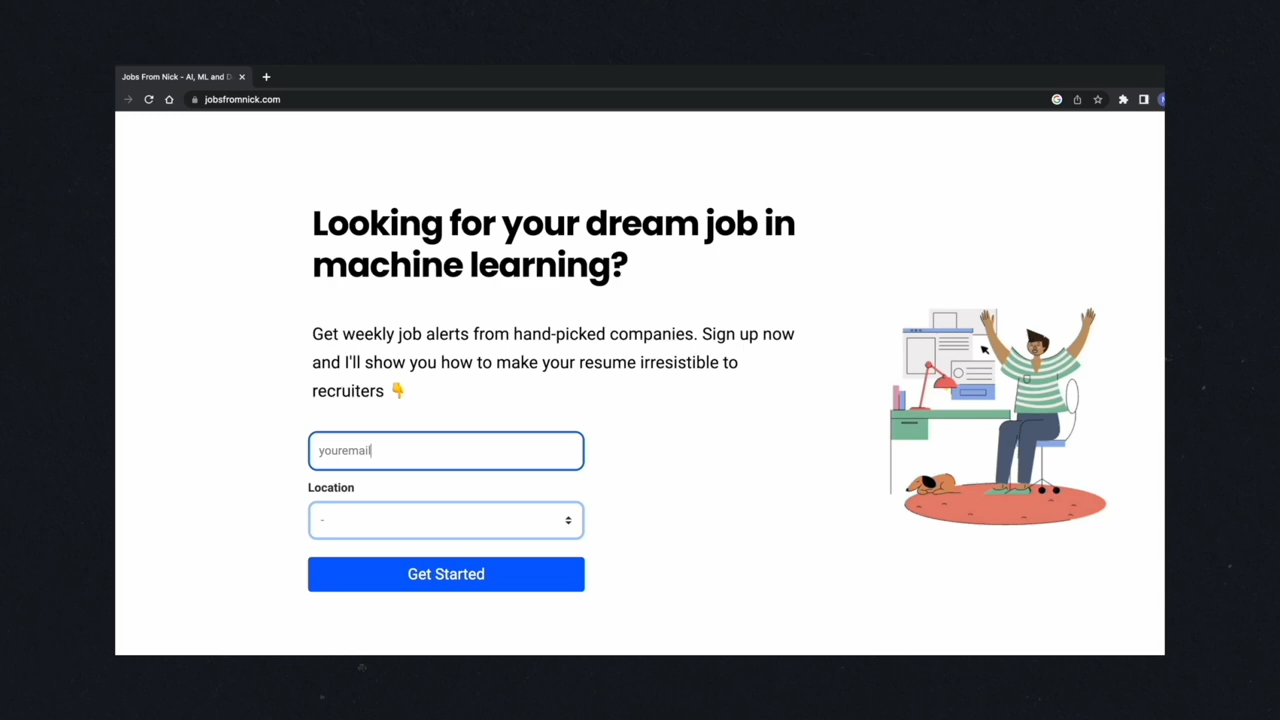 Jobs From Nick - AI, ML and D
jobsfromnick.com
Looking for your dream job in
machine learning?
Get weekly job alerts from hand-picked companies. Sign up now
and I'll show you how to make your resume irresistible to
recruiters 👇
youremail
Location
-
Get Started